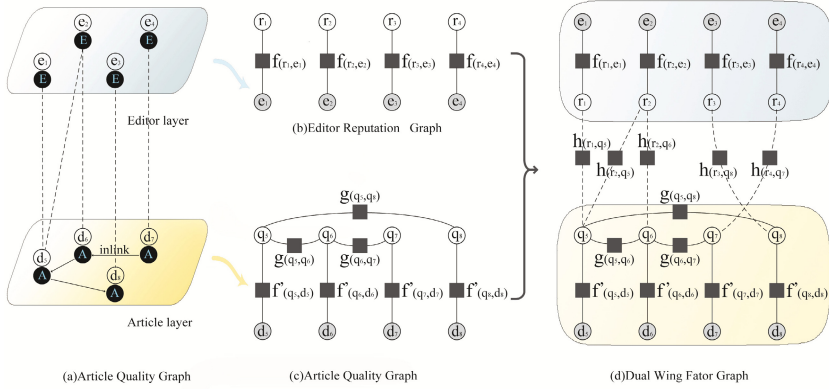 e₂ e₄
E E
e₁ e₃
E E
Editor layer
d₅ d₆ d₇
inlink
A A A
d₈
A
Article layer
(a)Article Quality Graph
r₁ r₂ r₃ r₄
f(r₁,e₁) f(r₂,e₂) f(r₃,e₃) f(r₄,e₄)
e₁ e₂ e₃ e₄
(b)Editor Reputation Graph
g(q₅,q₈)
q₅ q₆ q₇ q₈
g(q₅,q₆) g(q₆,q₇)
f'(q₅,d₅) f'(q₆,d₆) f'(q₇,d₇) f'(q₈,d₈)
d₅ d₆ d₇ d₈
(c)Article Quality Graph
e₁ e₂ e₃ e₄
f(r₁,e₁) f(r₂,e₂) f(r₃,e₃) f(r₄,e₄)
r₁ r₂ r₃ r₄
h(r₁,q₅) h(r₂,q₆)
h(r₂,q₅) h(r₃,q₈) h(r₄,q₇)
g(q₅,q₈)
q₅ q₆ q₇ q₈
g(q₅,q₆) g(q₆,q₇)
f'(q₅,d₅) f'(q₆,d₆) f'(q₇,d₇) f'(q₈,d₈)
d₅ d₆ d₇ d₈
(d)Dual Wing Fator Graph